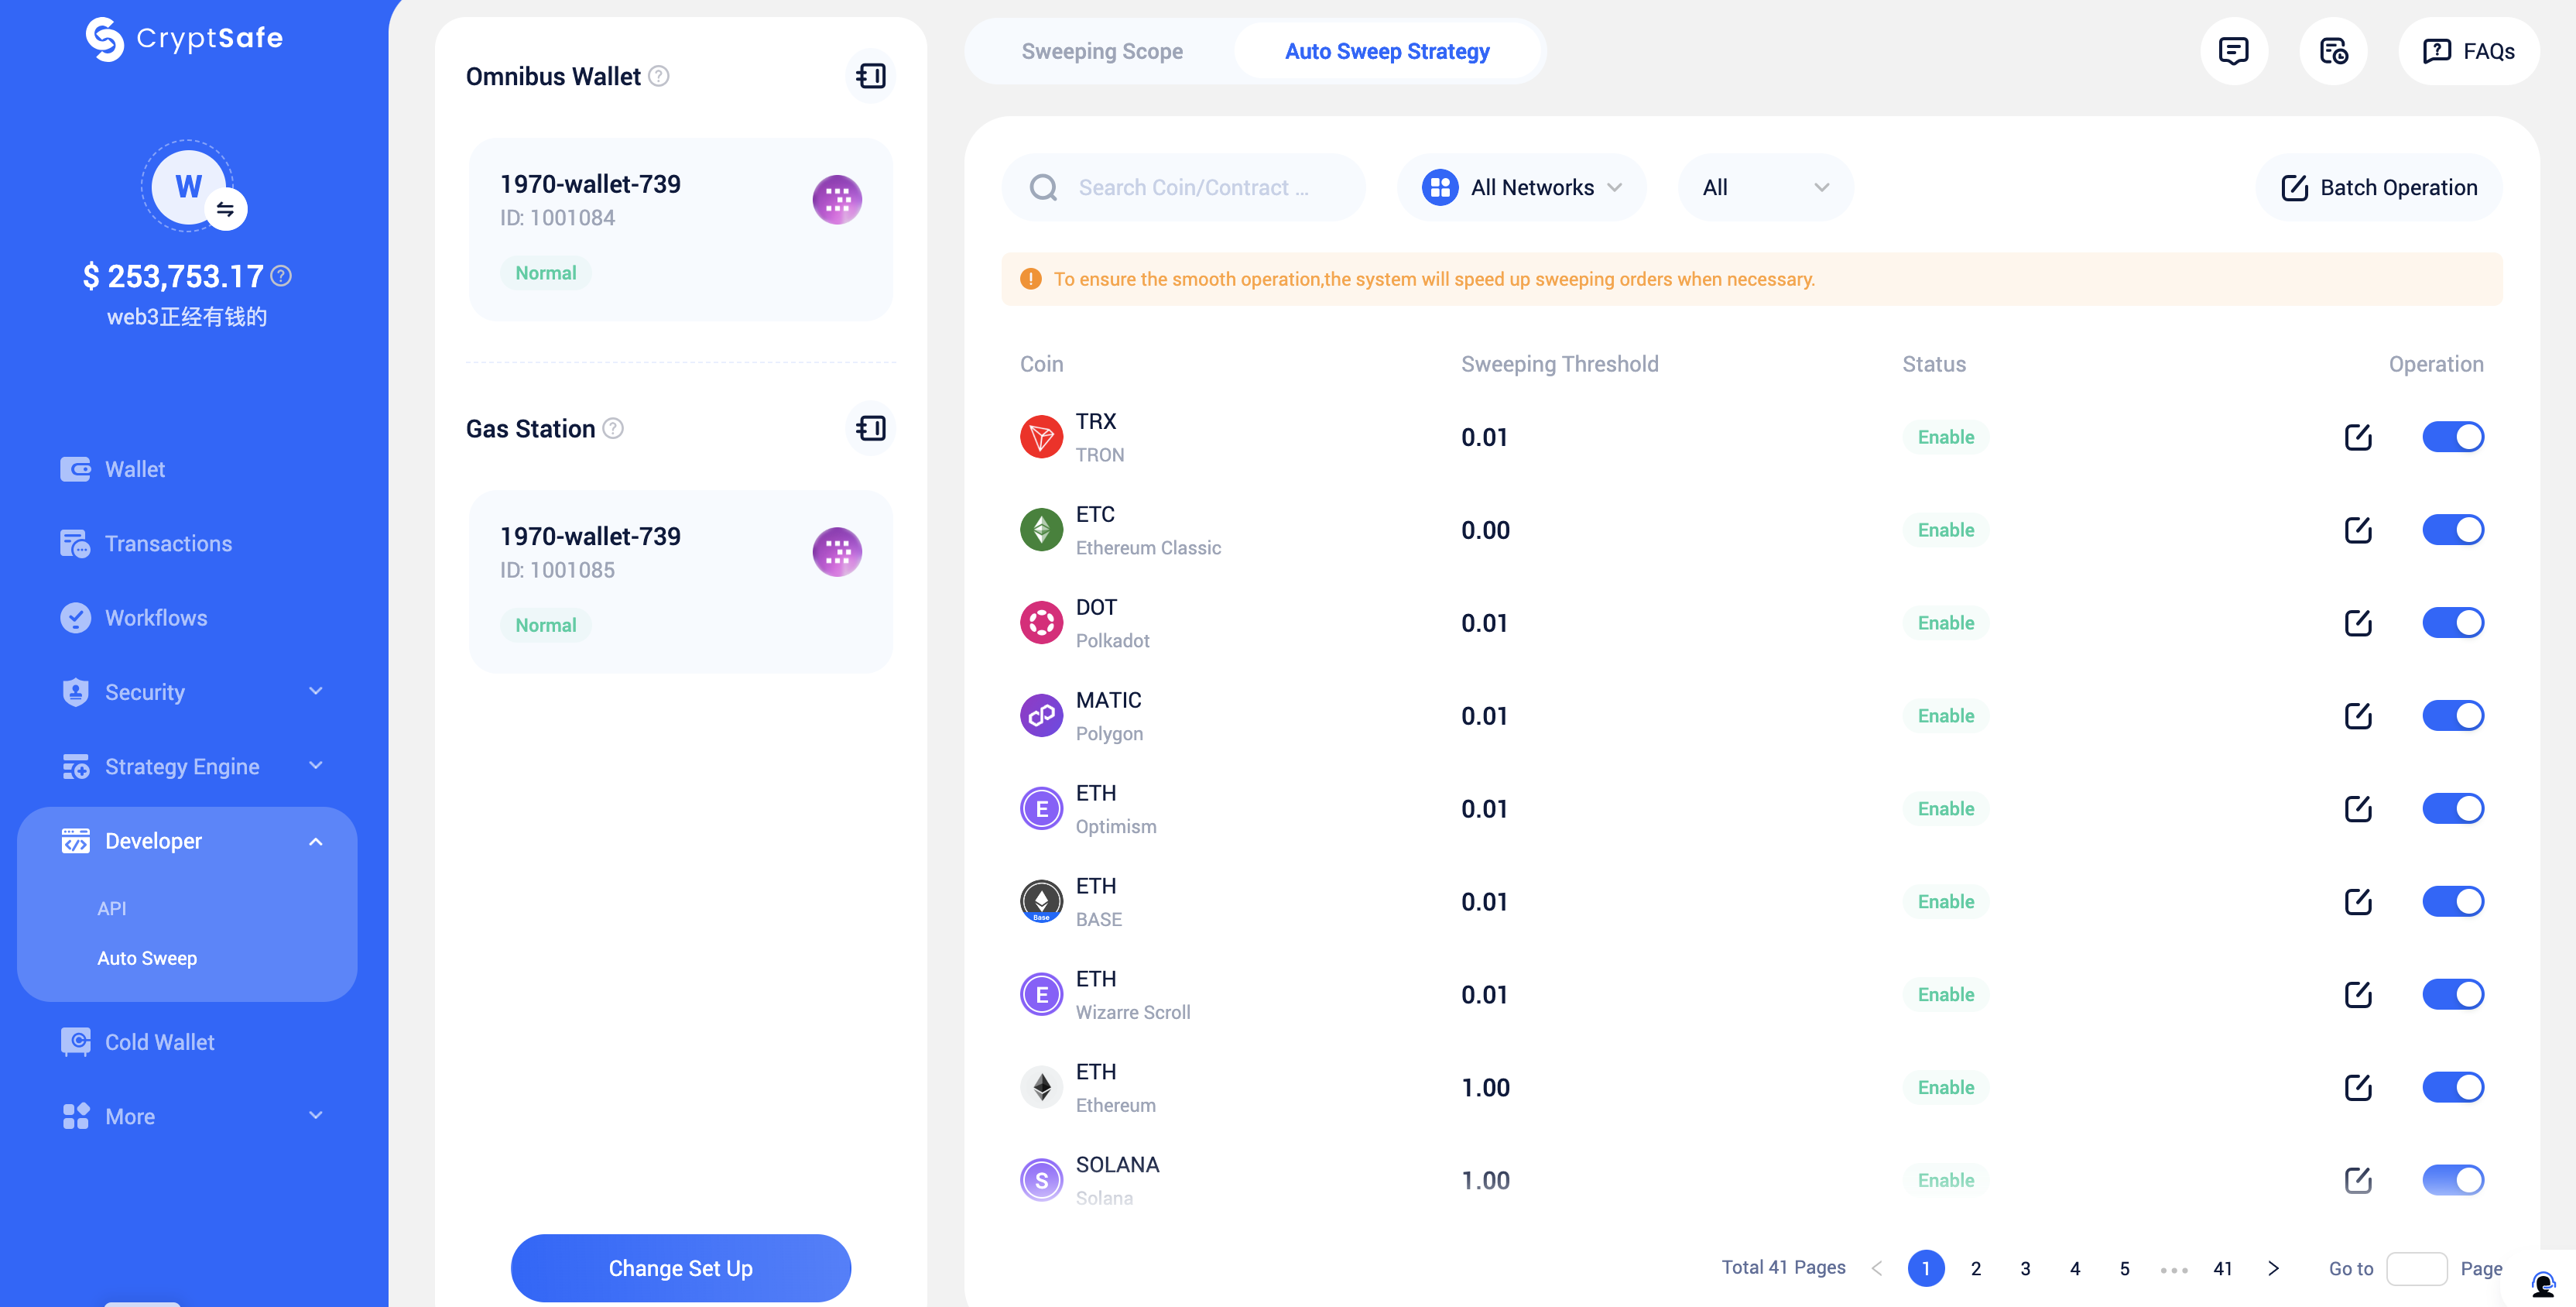 CryptSafe
W
$ 253,753.17
web3正经有钱的
Wallet
Transactions
Workflows
Security
Strategy Engine
Developer
API
Auto Sweep
Cold Wallet
More
Omnibus Wallet
1970-wallet-739
ID: 1001084
Normal
Gas Station
1970-wallet-739
ID: 1001085
Normal
Change Set Up
Sweeping Scope
Auto Sweep Strategy
FAQs
Search Coin/Contract ...
All Networks
All
Batch Operation
To ensure the smooth operation,the system will speed up sweeping orders when necessary.
Coin Sweeping Threshold Status Operation
TRX
TRON
0.01 Enable
ETC
Ethereum Classic
0.00 Enable
DOT
Polkadot
0.01 Enable
MATIC
Polygon
0.01 Enable
E
ETH
Optimism
0.01 Enable
Base
ETH
BASE
0.01 Enable
E
ETH
Wizarre Scroll
0.01 Enable
ETH
Ethereum
1.00 Enable
S
SOLANA
Solana
1.00 Enable
Total 41 Pages 1 2 3 4 5 ••• 41 Go to Page